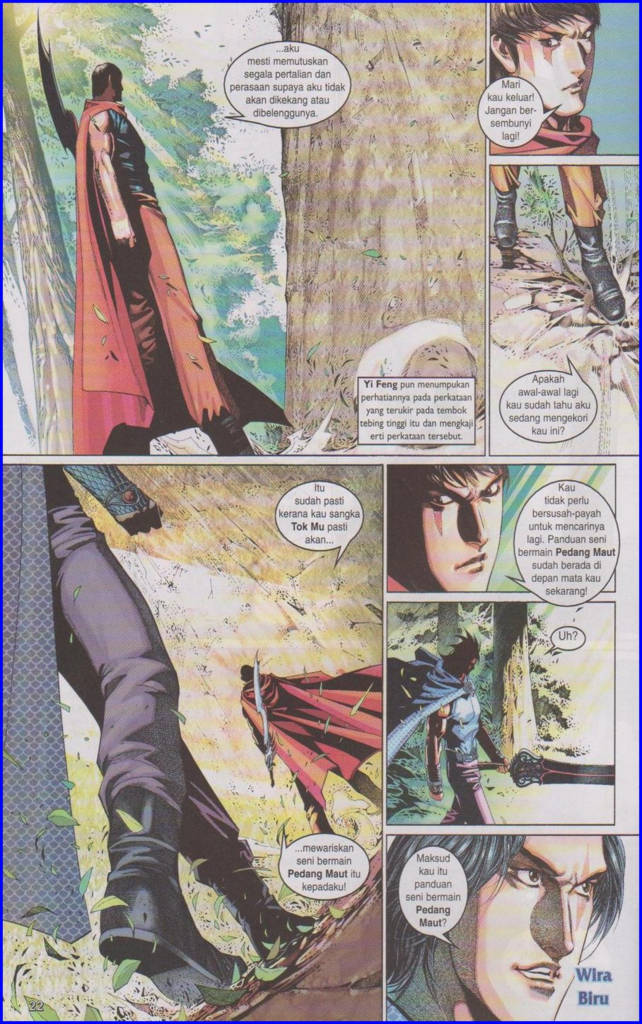 ...aku
mesti memutuskan
segala pertalian dan
perasaan supaya aku tidak
akan dikekang atau
dibelenggunya.
Yi Feng pun menumpukan
perhatiannya pada perkataan
yang terukir pada tembok
tebing tinggi itu dan mengkaji
erti perkataan tersebut.
Mari
kau keluar!
Jangan ber-
sembunyi
lagi!
Apakah
awal-awal lagi
kau sudah tahu aku
sedang mengekori
kau ini?
Itu
sudah pasti
kerana kau sangka
Tok Mu pasti
akan...
...mewariskan
seni bermain
Pedang Maut itu
kepadaku!
Kau
tidak perlu
bersusah-payah
untuk mencarinya
lagi. Panduan seni
bermain Pedang Maut
sudah berada di
depan mata kau
sekarang!
Uh?
Maksud
kau itu
panduan
seni bermain
Pedang
Maut?
Wira
Biru
22